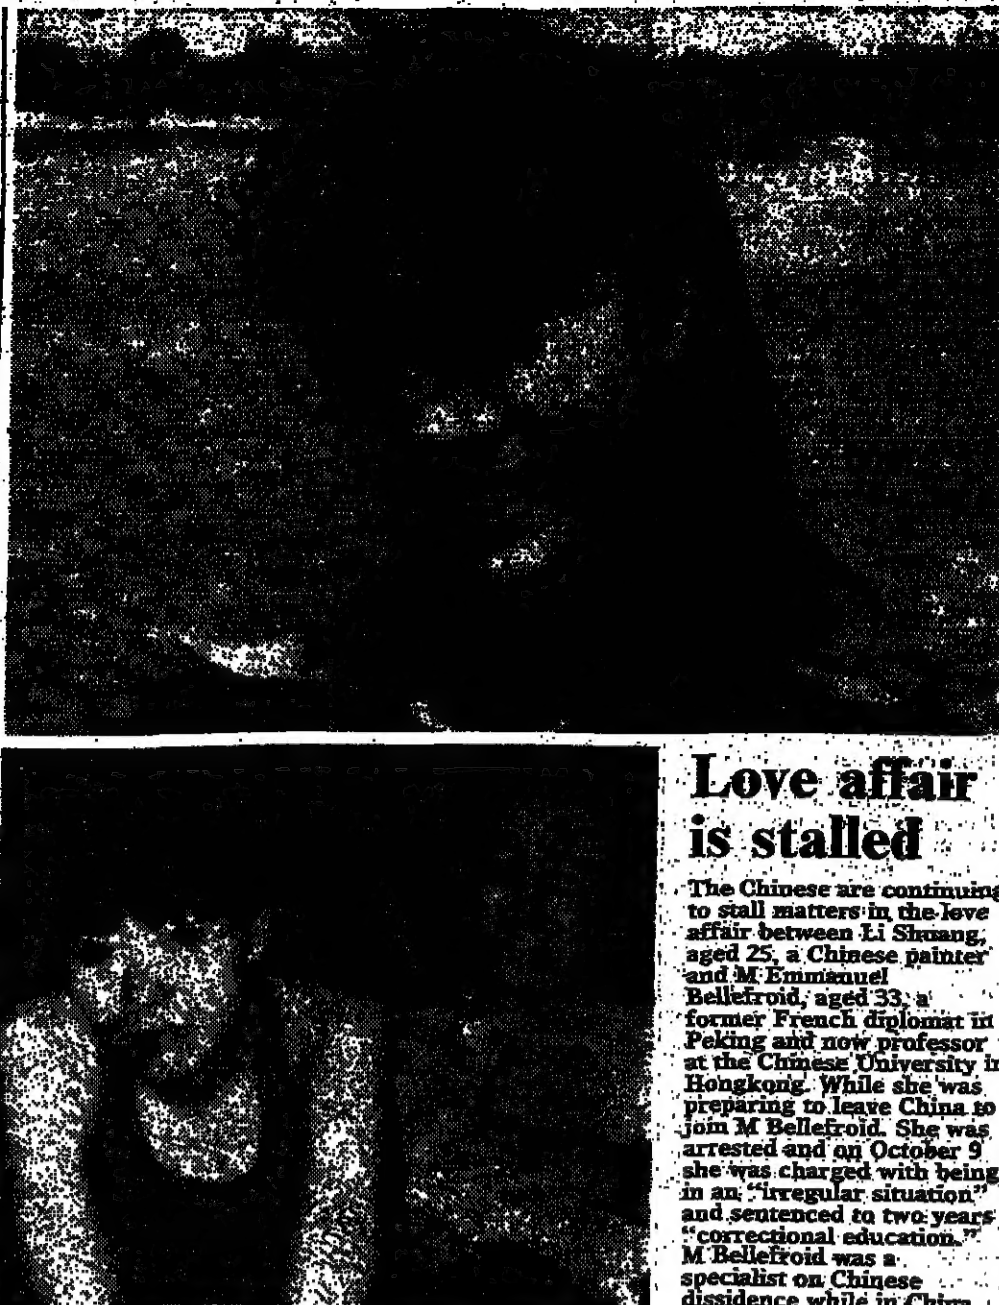 Love affair
is stalled
The Chinese are continuing
to stall matters in the love
affair between Li Shuang,
aged 25, a Chinese painter
and M Emmanuel
Bellefroid, aged 33, a
former French diplomat in
Peking and now professor
at the Chinese University in
Hongkong. While she was
preparing to leave China to
join M Bellefroid. She was
arrested and on October 9
she was charged with being
in an "irregular situation"
and sentenced to two years'
"correctional education."
M Bellefroid was a
specialist on Chinese
dissidence while in China